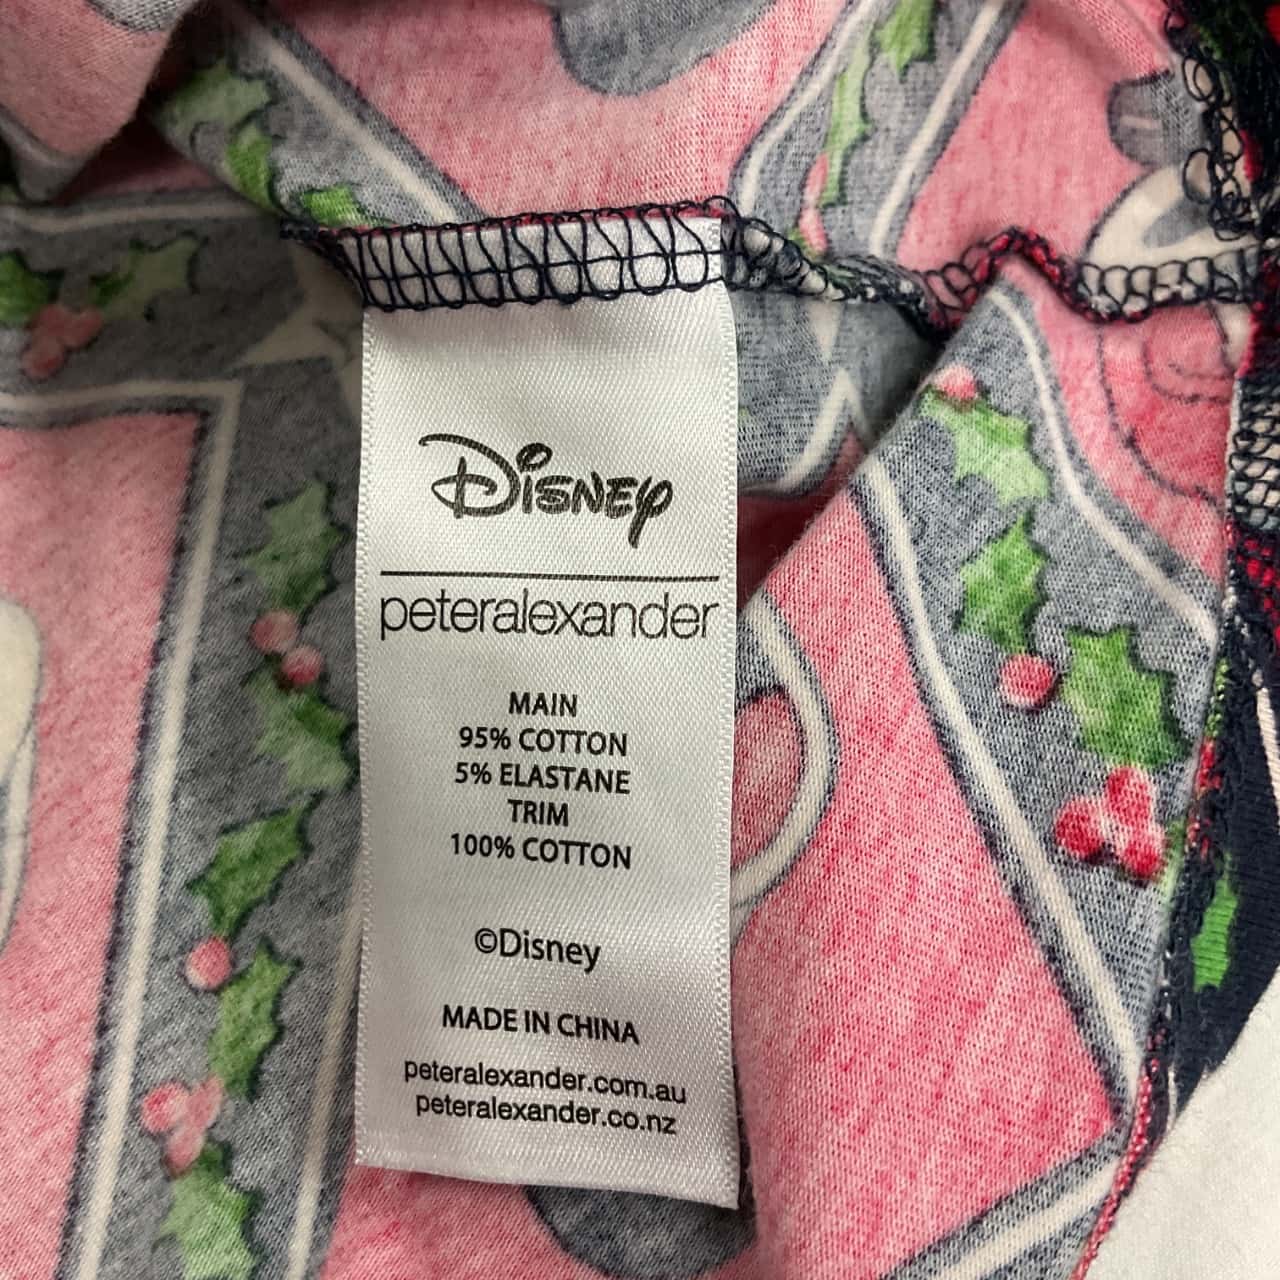 Disney
peteralexander
MAIN
95% COTTON
5% ELASTANE
TRIM
100% COTTON
©Disney
MADE IN CHINA
peteralexander.com.au
peteralexander.co.nz